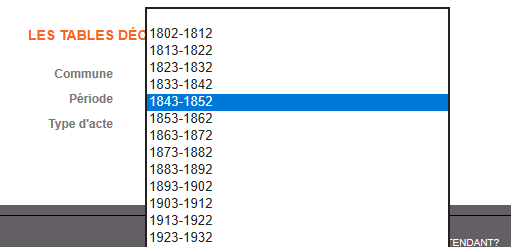 LES TABLES DÉC
Commune
Période
Type d'acte
1802-1812
1813-1822
1823-1832
1833-1842
1843-1852
1853-1862
1863-1872
1873-1882
1883-1892
1893-1902
1903-1912
1913-1922
1923-1932
TENDANT?